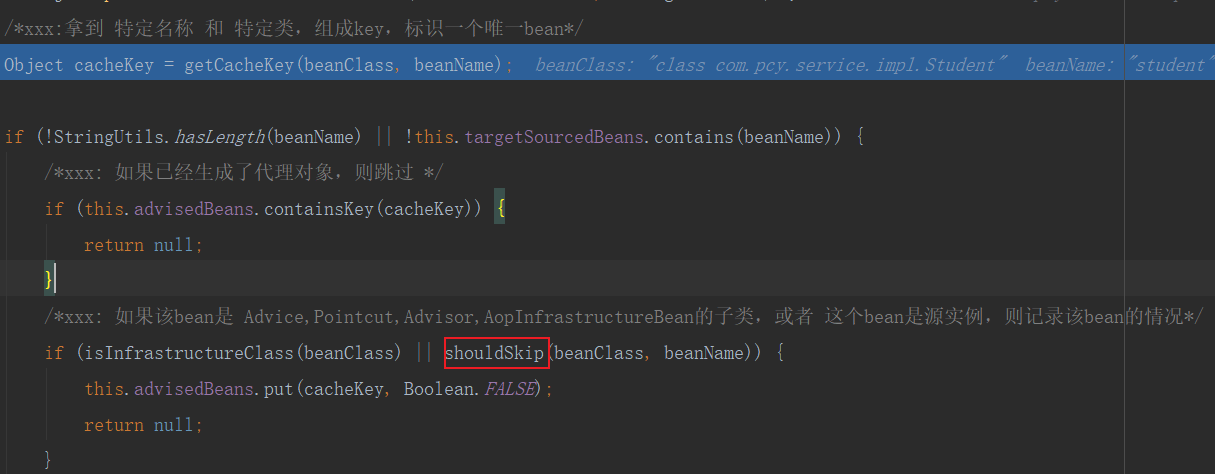 /*xxx:拿到 特定名称 和 特定类，组成key，标识一个唯一bean*/
Object cacheKey = getCacheKey(beanClass, beanName); beanClass: "class com.pcy.service.impl.Student" beanName: "student"
if (!StringUtils.hasLength(beanName) || !this.targetSourcedBeans.contains(beanName)) {
/*xxx: 如果已经生成了代理对象，则跳过 */
if (this.advisedBeans.containsKey(cacheKey)) {
return null;
}
/*xxx: 如果该bean是 Advice,Pointcut,Advisor,AopInfrastructureBean的子类，或者 这个bean是源实例，则记录该bean的情况*/
if (isInfrastructureClass(beanClass) || shouldSkip(beanClass, beanName)) {
this.advisedBeans.put(cacheKey, Boolean.FALSE);
return null;
}